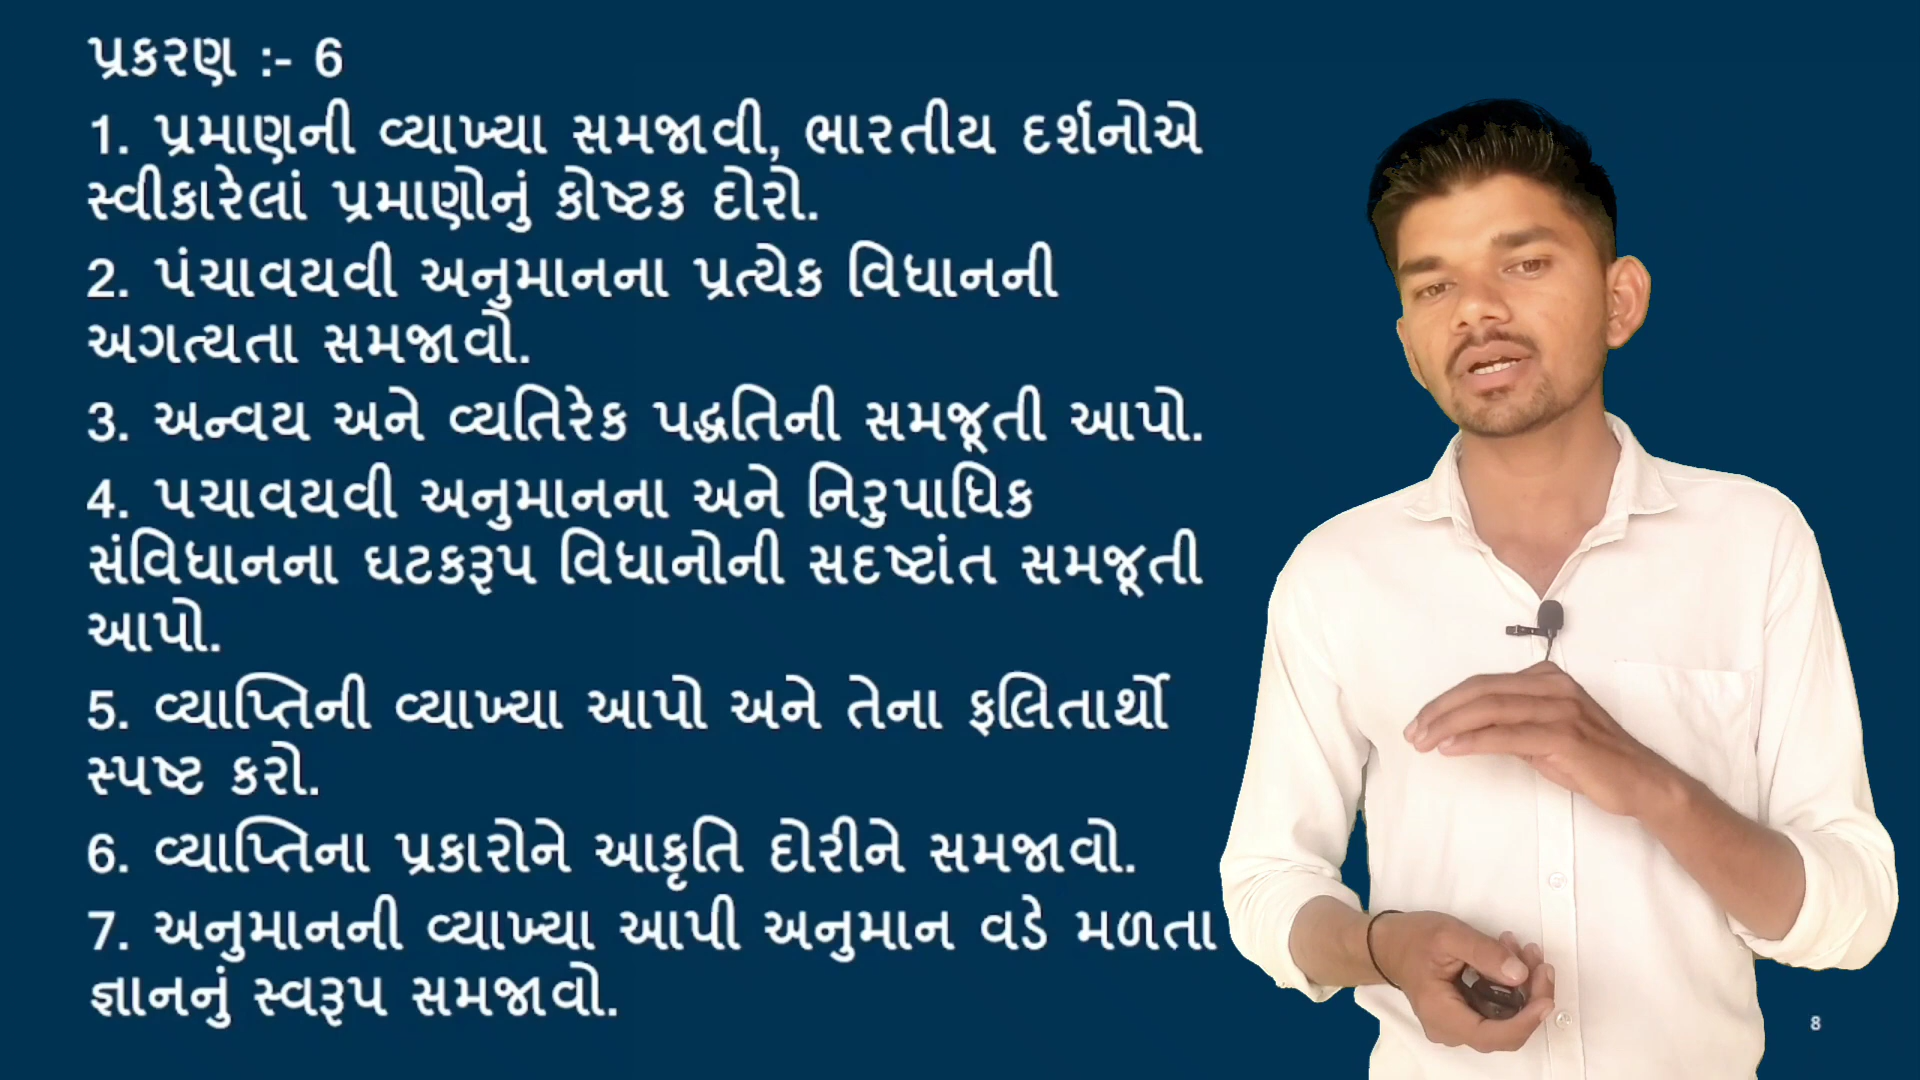 પ્રકરણ :- 6
1. પ્રમાણની વ્યાખ્યા સમજાવી, ભારતીય દર્શનોએ
સ્વીકારેલાં પ્રમાણોનું કોષ્ટક દોરો.
2. પંચાવયવી અનુમાનના પ્રત્યેક વિધાનની
અગત્યતા સમજાવો.
3. અન્વય અને વ્યતિરેક પદ્ધતિની સમજૂતી આપો.
4. પચાવયવી અનુમાનના અને નિરુપાધિક
સંવિધાનના ઘટકરૂપ વિધાનોની સદષ્ટાંત સમજૂતી
આપો.
5. વ્યાપ્તિની વ્યાખ્યા આપો અને તેના ફલિતાર્થો
સ્પષ્ટ કરો.
6. વ્યાપ્તિના પ્રકારોને આકૃતિ દોરીને સમજાવો.
7. અનુમાનની વ્યાખ્યા આપી અનુમાન વડે મળતા
જ્ઞાનનું સ્વરૂપ સમજાવો.
8